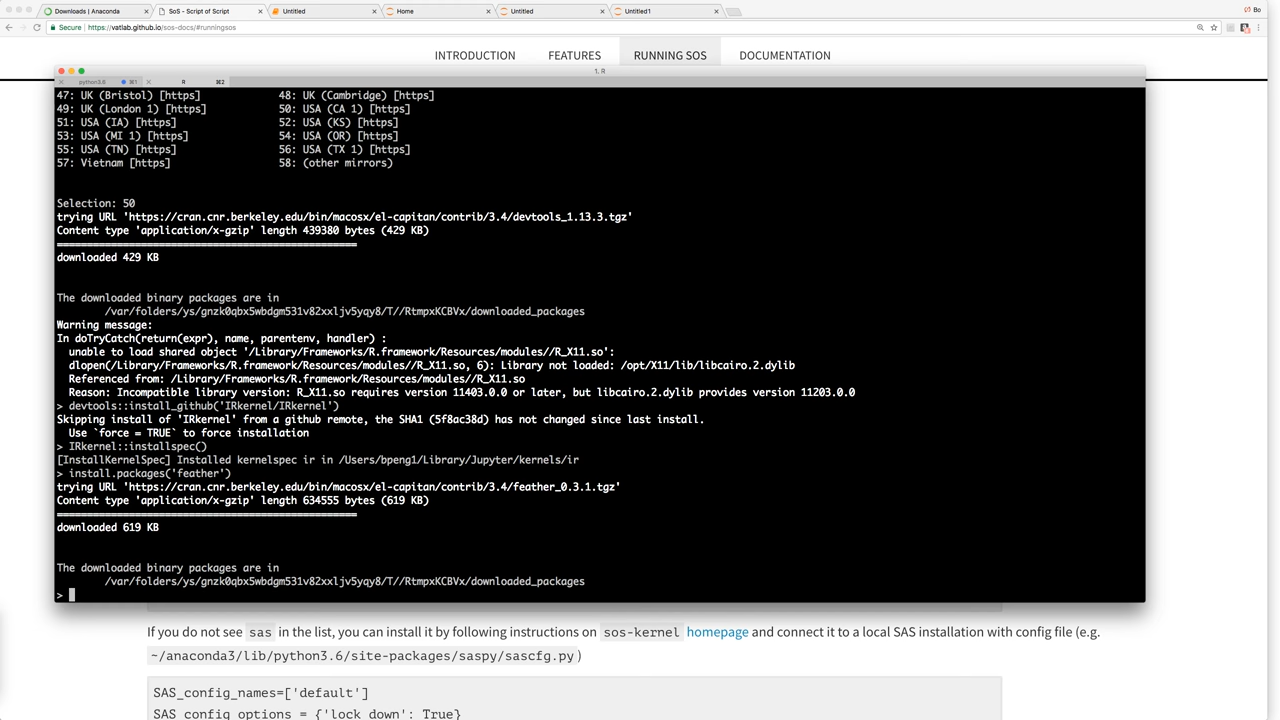 Downloads | Anaconda
SoS - Script of Script
Untitled
Home
Untitled
Untitled1
Bo
Secure https://vatlab.github.io/sos-docs/#runningsos
INTRODUCTION FEATURES RUNNING SOS DOCUMENTATION
1. R
python3.6 ⌘1 R ⌘2
47: UK (Bristol) [https] 48: UK (Cambridge) [https]
49: UK (London 1) [https] 50: USA (CA 1) [https]
51: USA (IA) [https] 52: USA (KS) [https]
53: USA (MI 1) [https] 54: USA (OR) [https]
55: USA (TN) [https] 56: USA (TX 1) [https]
57: Vietnam [https] 58: (other mirrors)
Selection: 50
trying URL 'https://cran.cnr.berkeley.edu/bin/macosx/el-capitan/contrib/3.4/devtools_1.13.3.tgz'
Content type 'application/x-gzip' length 439380 bytes (429 KB)
==================================================
downloaded 429 KB
The downloaded binary packages are in
/var/folders/ys/gnzk0qbx5wbdgm531v82xxljv5yqy8/T//RtmpxKCBVx/downloaded_packages
Warning message:
In doTryCatch(return(expr), name, parentenv, handler) :
unable to load shared object '/Library/Frameworks/R.framework/Resources/modules//R_X11.so':
dlopen(/Library/Frameworks/R.framework/Resources/modules//R_X11.so, 6): Library not loaded: /opt/X11/lib/libcairo.2.dylib
Referenced from: /Library/Frameworks/R.framework/Resources/modules//R_X11.so
Reason: Incompatible library version: R_X11.so requires version 11403.0.0 or later, but libcairo.2.dylib provides version 11203.0.0
> devtools::install_github('IRkernel/IRkernel')
Skipping install of 'IRkernel' from a github remote, the SHA1 (5f8ac38d) has not changed since last install.
Use `force = TRUE` to force installation
> IRkernel::installspec()
[InstallKernelSpec] Installed kernelspec ir in /Users/bpeng1/Library/Jupyter/kernels/ir
> install.packages('feather')
trying URL 'https://cran.cnr.berkeley.edu/bin/macosx/el-capitan/contrib/3.4/feather_0.3.1.tgz'
Content type 'application/x-gzip' length 634555 bytes (619 KB)
==================================================
downloaded 619 KB
The downloaded binary packages are in
/var/folders/ys/gnzk0qbx5wbdgm531v82xxljv5yqy8/T//RtmpxKCBVx/downloaded_packages
>
If you do not see sas in the list, you can install it by following instructions on sos-kernel homepage and connect it to a local SAS installation with config file (e.g.
~/anaconda3/lib/python3.6/site-packages/saspy/sascfg.py)
SAS_config_names=['default']
SAS_config_options = {'lock_down': True}